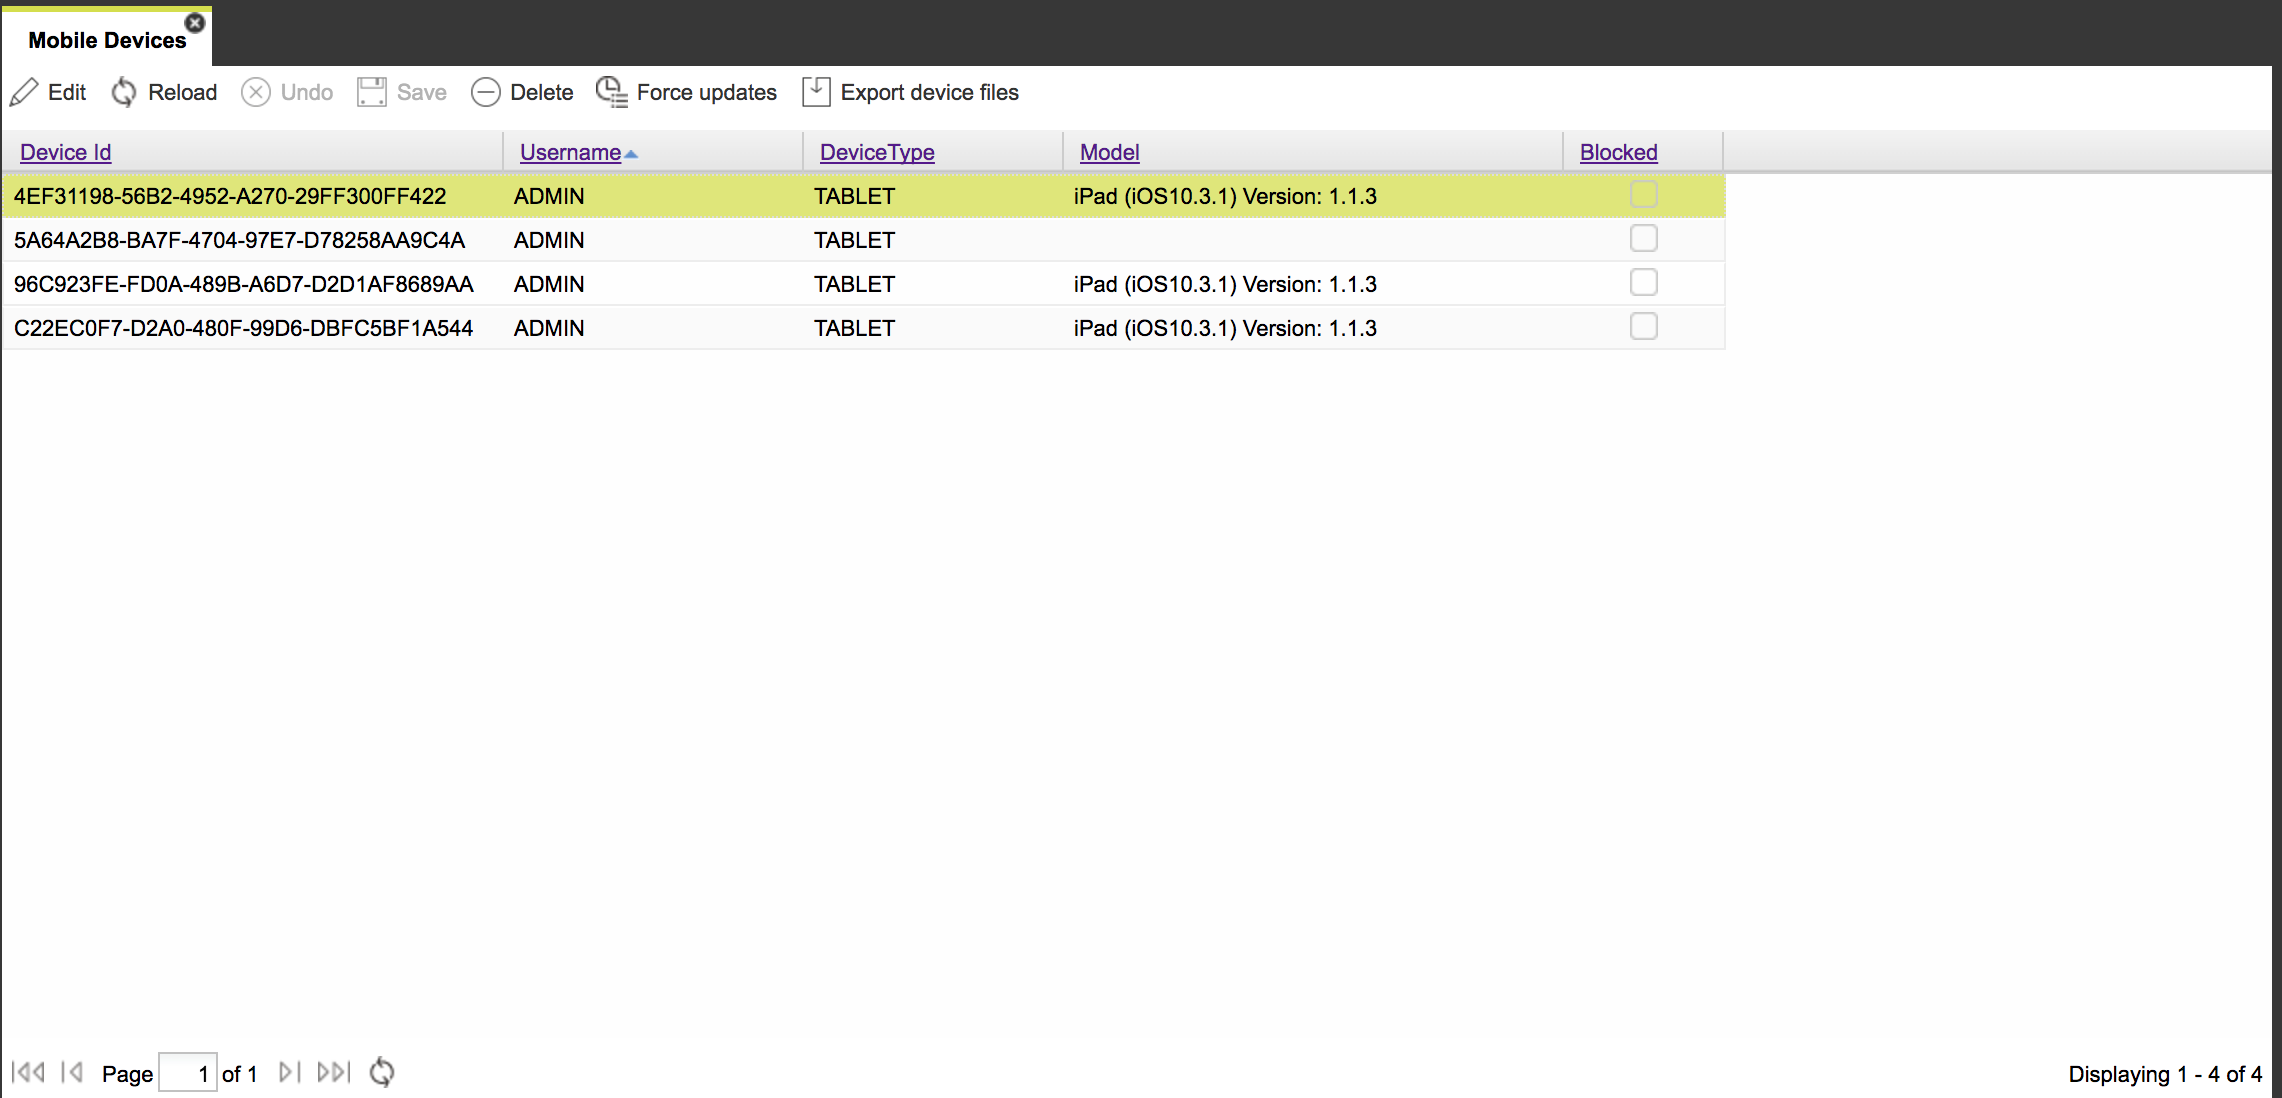 Mobile Devices
Edit Reload Undo Save Delete Force updates Export device files
Device Id Username DeviceType Model Blocked
4EF31198-56B2-4952-A270-29FF300FF422 ADMIN TABLET iPad (iOS10.3.1) Version: 1.1.3
5A64A2B8-BA7F-4704-97E7-D78258AA9C4A ADMIN TABLET
96C923FE-FD0A-489B-A6D7-D2D1AF8689AA ADMIN TABLET iPad (iOS10.3.1) Version: 1.1.3
C22EC0F7-D2A0-480F-99D6-DBFC5BF1A544 ADMIN TABLET iPad (iOS10.3.1) Version: 1.1.3
Page 1 of 1 Displaying 1 - 4 of 4